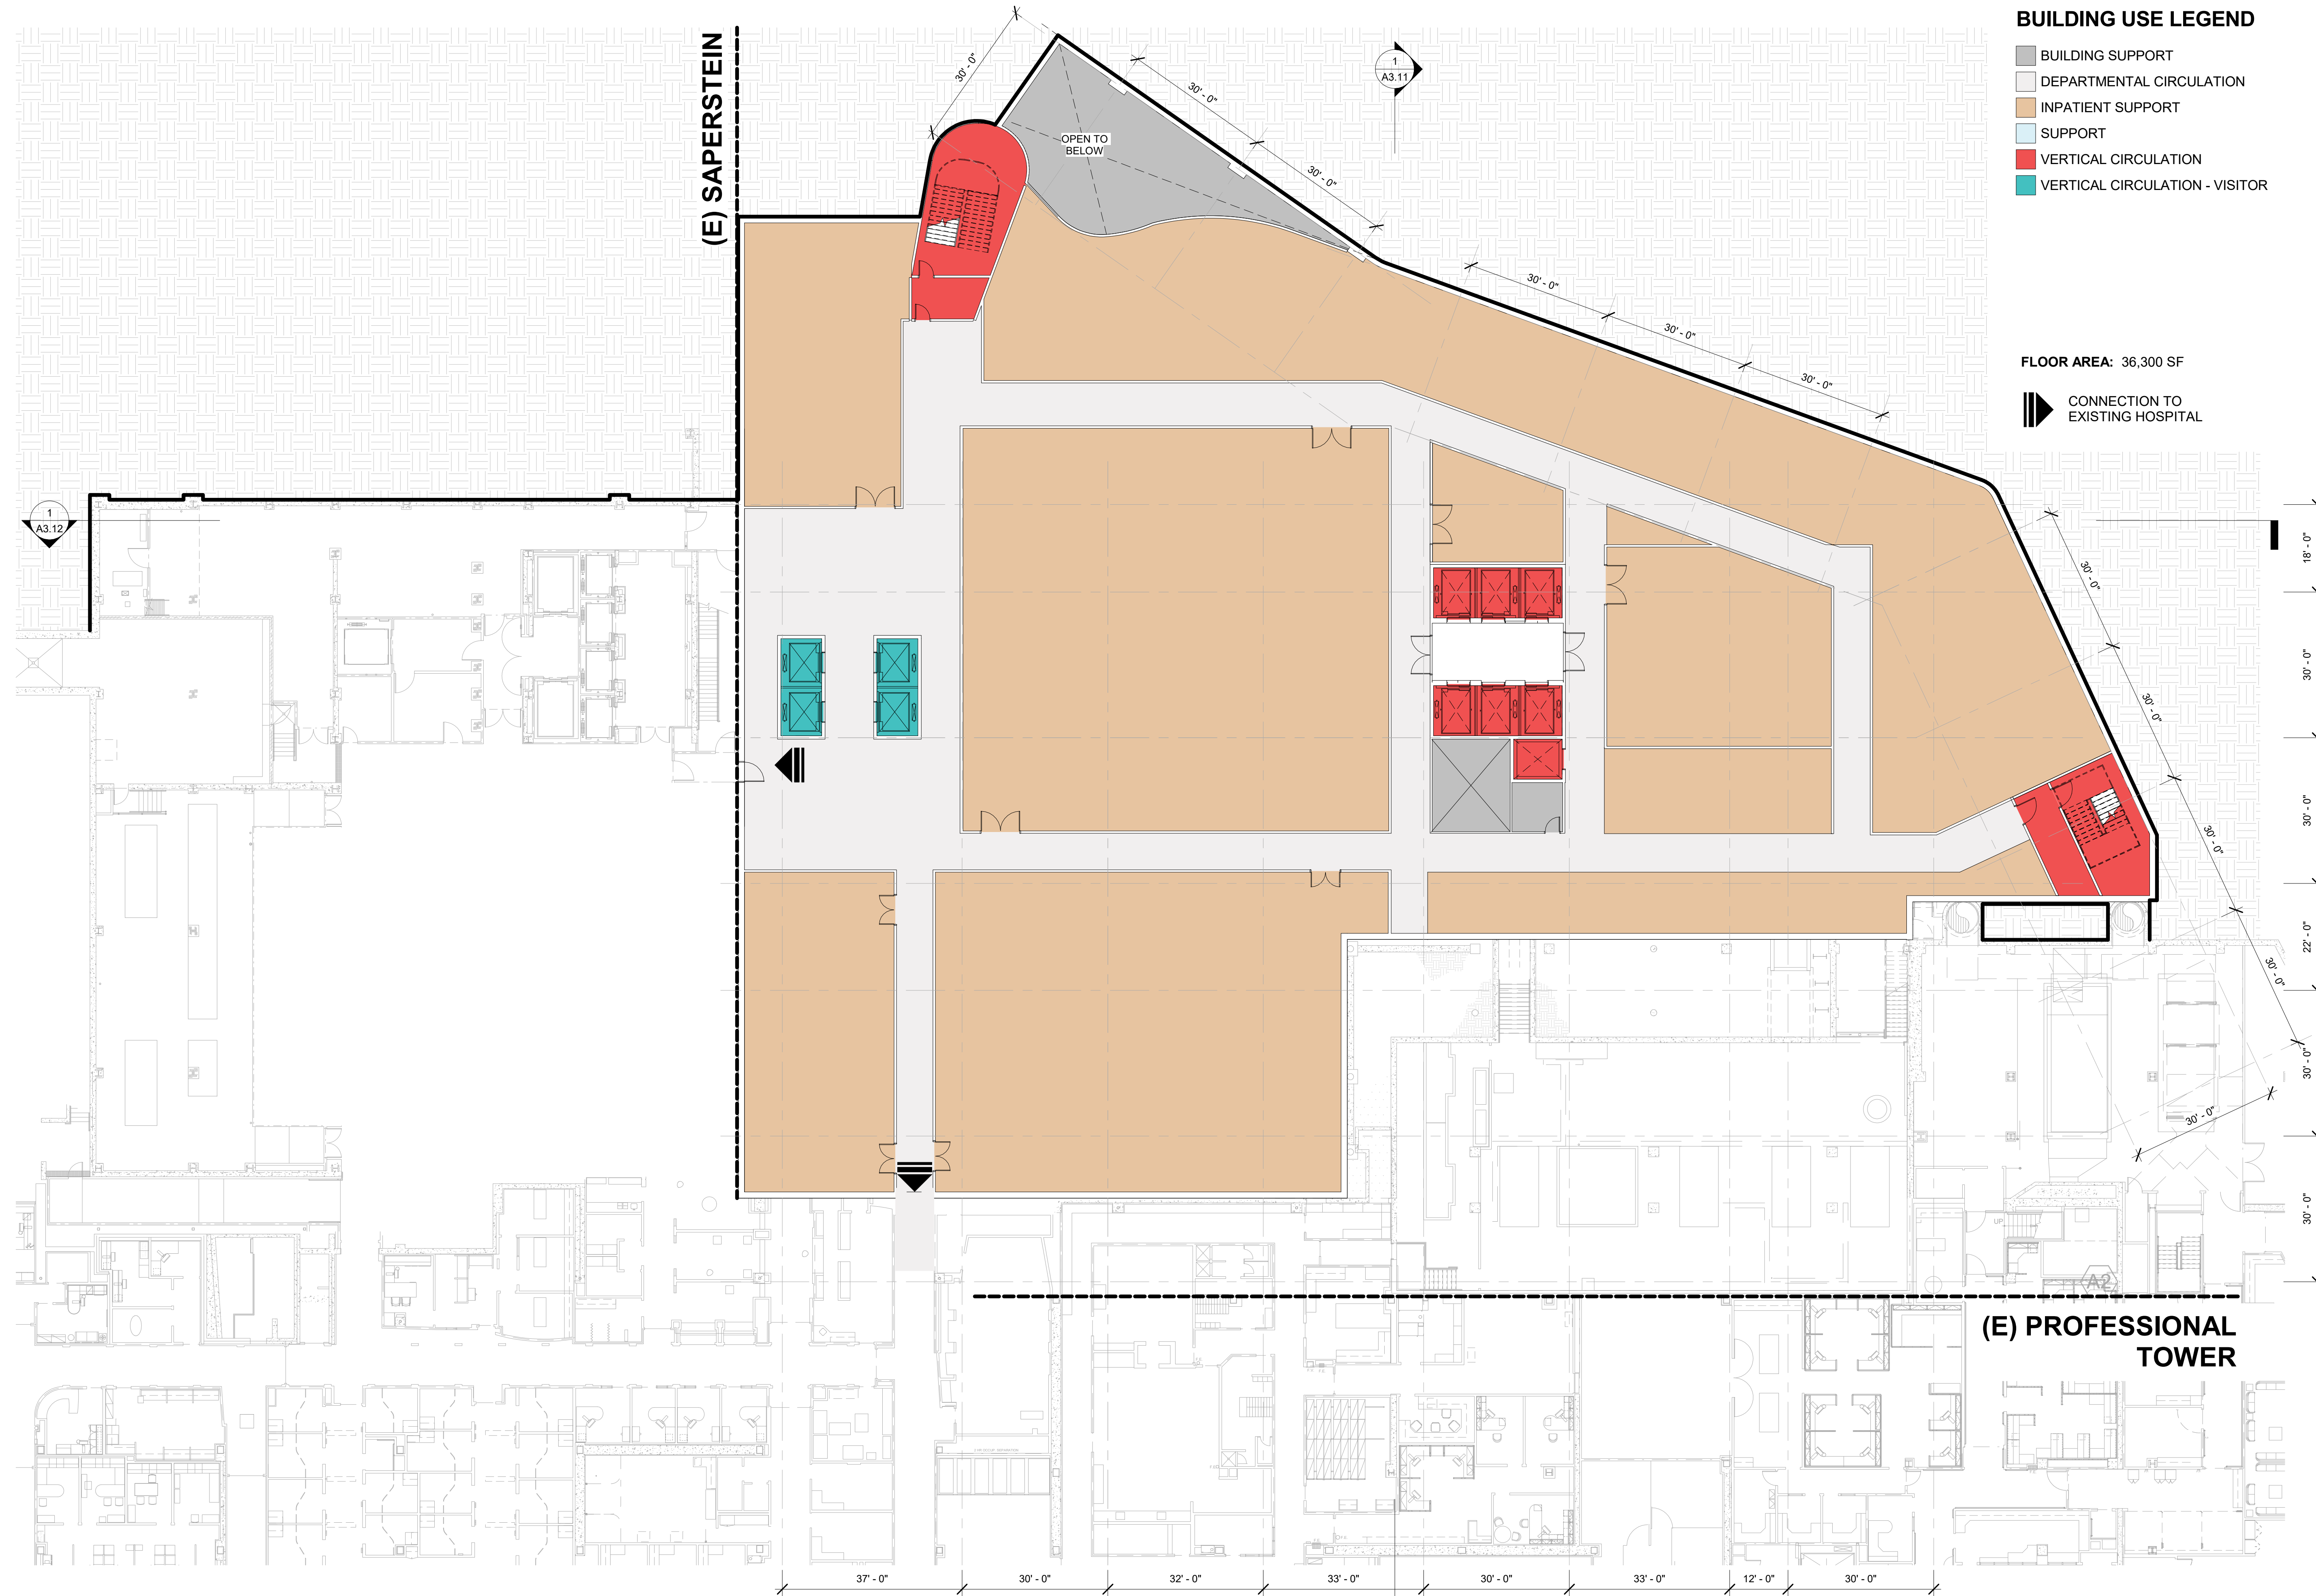 BUILDING USE LEGEND
BUILDING SUPPORT
DEPARTMENTAL CIRCULATION
INPATIENT SUPPORT
SUPPORT
VERTICAL CIRCULATION
VERTICAL CIRCULATION - VISITOR
FLOOR AREA: 36,300 SF
CONNECTION TO
EXISTING HOSPITAL
(E) SAPERSTEIN
30' - 0"
30' - 0"
30' - 0"
1
A3.11
OPEN TO
BELOW
30' - 0"
30' - 0"
30' - 0"
1
A3.12
30' - 0"
30' - 0"
30' - 0"
30' - 0"
30' - 0"
18' - 0"
30' - 0"
30' - 0"
22' - 0"
30' - 0"
30' - 0"
UP
A2
(E) PROFESSIONAL
TOWER
37' - 0"
30' - 0"
32' - 0"
33' - 0"
30' - 0"
33' - 0"
12' - 0"
30' - 0"